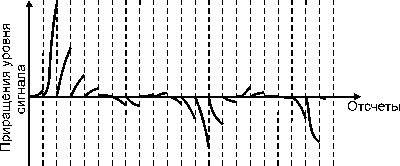 Приращения уровня
сигнала
Отсчеты